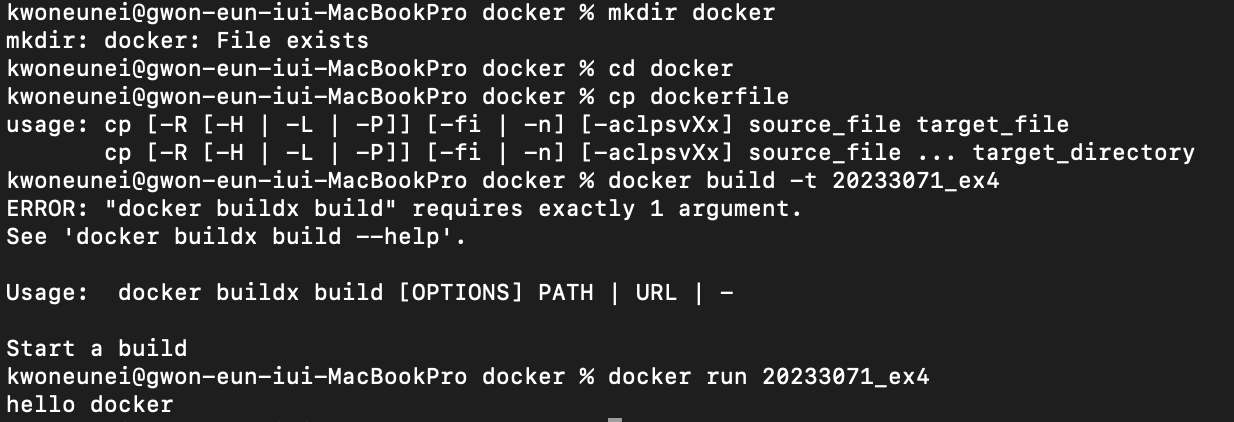 kwoneunei@gwon-eun-iui-MacBookPro docker % mkdir docker
mkdir: docker: File exists
kwoneunei@gwon-eun-iui-MacBookPro docker % cd docker
kwoneunei@gwon-eun-iui-MacBookPro docker % cp dockerfile
usage: cp [-R [-H | -L | -P]] [-fi | -n] [-aclpsvXx] source_file target_file
       cp [-R [-H | -L | -P]] [-fi | -n] [-aclpsvXx] source_file ... target_directory
kwoneunei@gwon-eun-iui-MacBookPro docker % docker build -t 20233071_ex4
ERROR: "docker buildx build" requires exactly 1 argument.
See 'docker buildx build --help'.

Usage:  docker buildx build [OPTIONS] PATH | URL | -

Start a build
kwoneunei@gwon-eun-iui-MacBookPro docker % docker run 20233071_ex4
hello docker